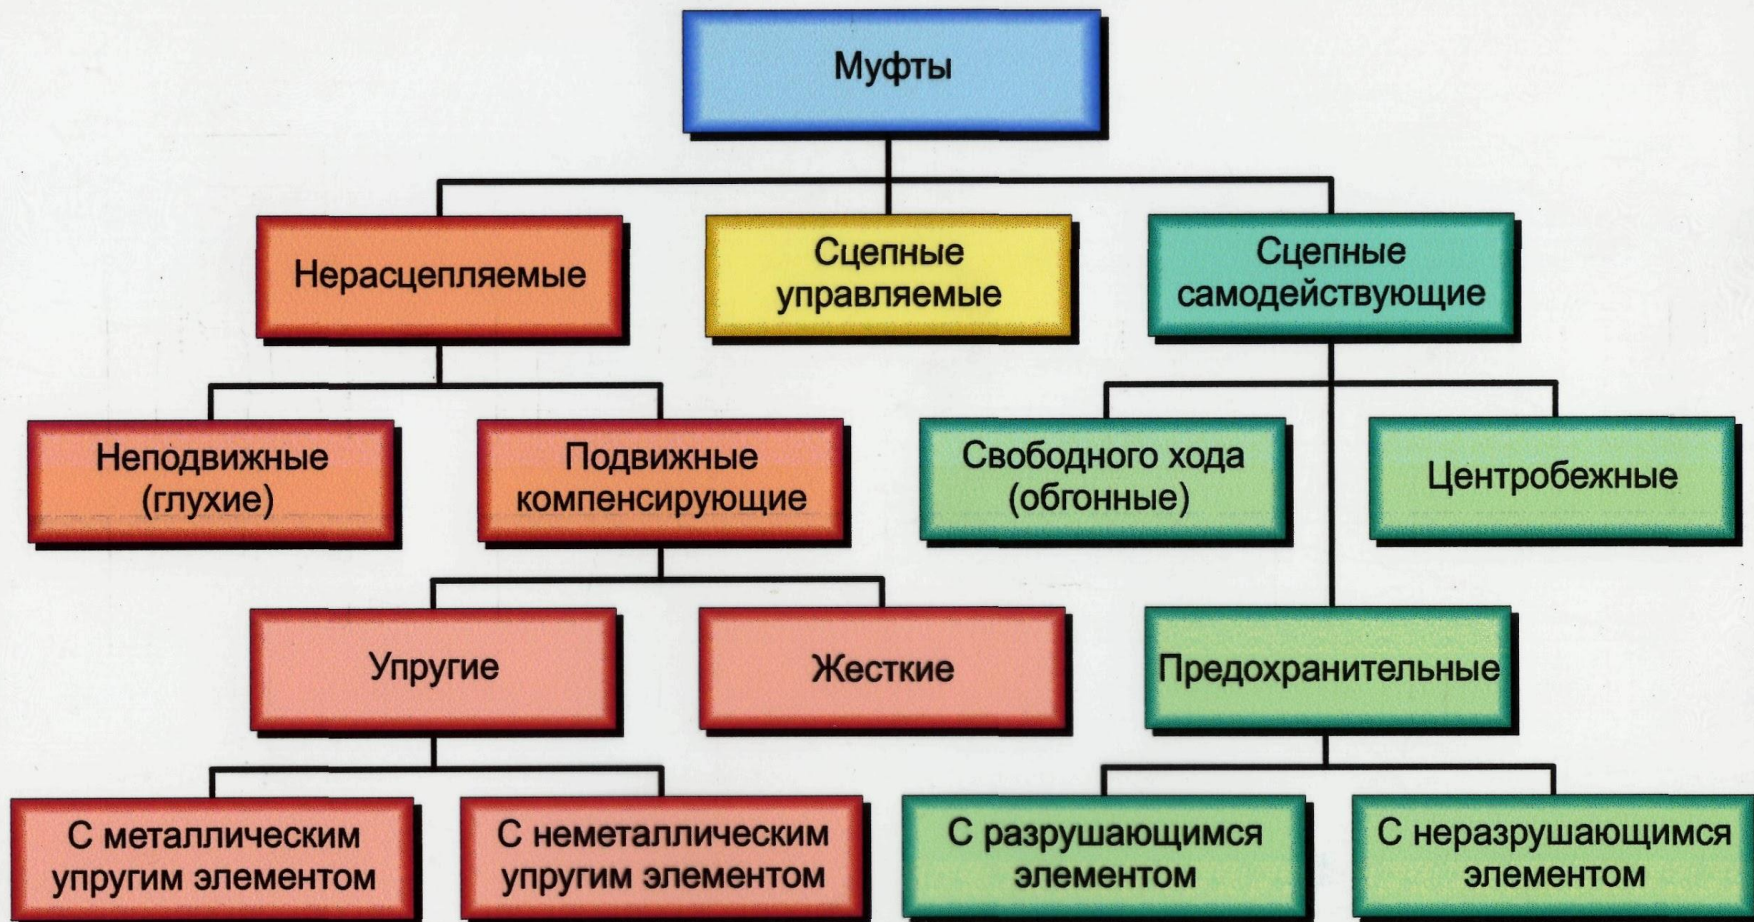 Муфты
Нерасцепляемые
Сцепные
управляемые
Сцепные
самодействующие
Неподвижные
(глухие)
Подвижные
компенсирующие
Свободного хода
(обгонные)
Центробежные
Упругие
Жесткие
Предохранительные
С металлическим
упругим элементом
С неметаллическим
упругим элементом
С разрушающимся
элементом
С неразрушающимся
элементом